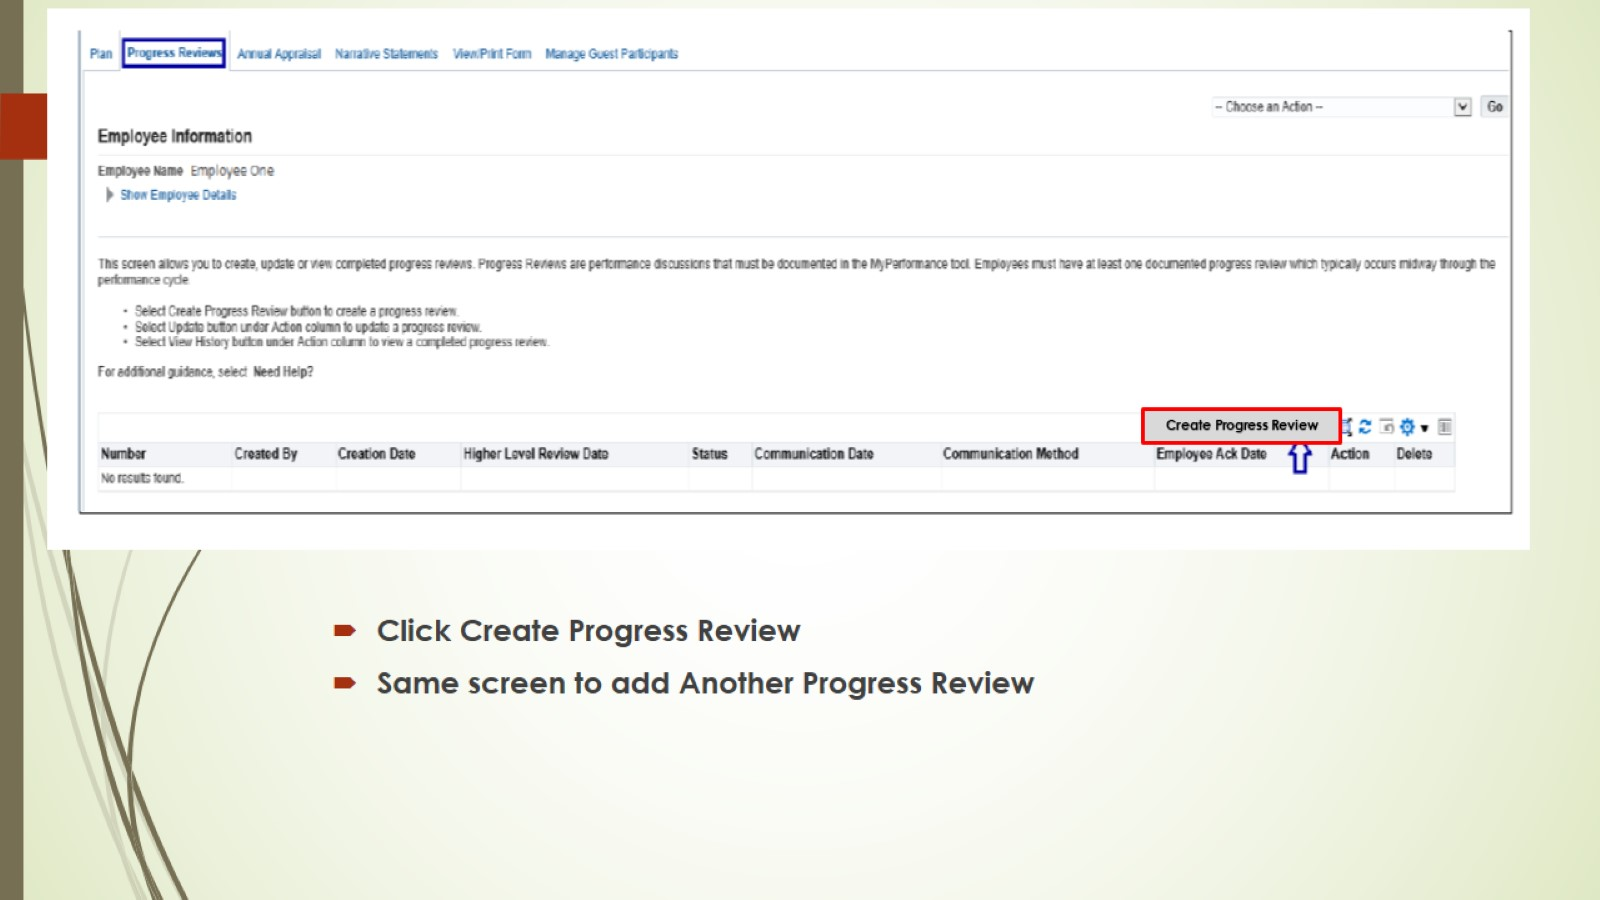 Plan Progress Reviews Annual Appraisal Narrative Statements View/Print Form Manage Guest Participants
-- Choose an Action -- Go
Employee Information
Employee Name Employee One
Show Employee Details
This screen allows you to create, update or view completed progress reviews. Progress Reviews are performance discussions that must be documented in the MyPerformance tool. Employees must have at least one documented progress review which typically occurs midway through the
performance cycle.
• Select Create Progress Review button to create a progress review.
• Select Update button under Action column to update a progress review.
• Select View History button under Action column to view a completed progress review.
For additional guidance, select Need Help?
Create Progress Review
Number Created By Creation Date Higher Level Review Date Status Communication Date Communication Method Employee Ack Date Action Delete
No results found.
Click Create Progress Review
Same screen to add Another Progress Review